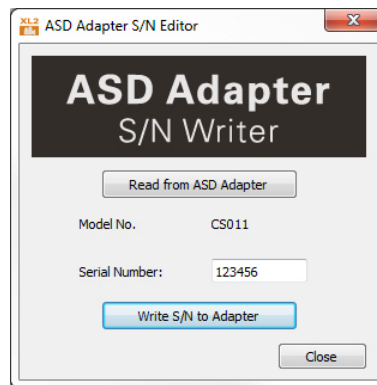 XL2 ASD Adapter S/N Editor
ASD Adapter
S/N Writer
Read from ASD Adapter
Model No. CS011
Serial Number: 123456
Write S/N to Adapter
Close